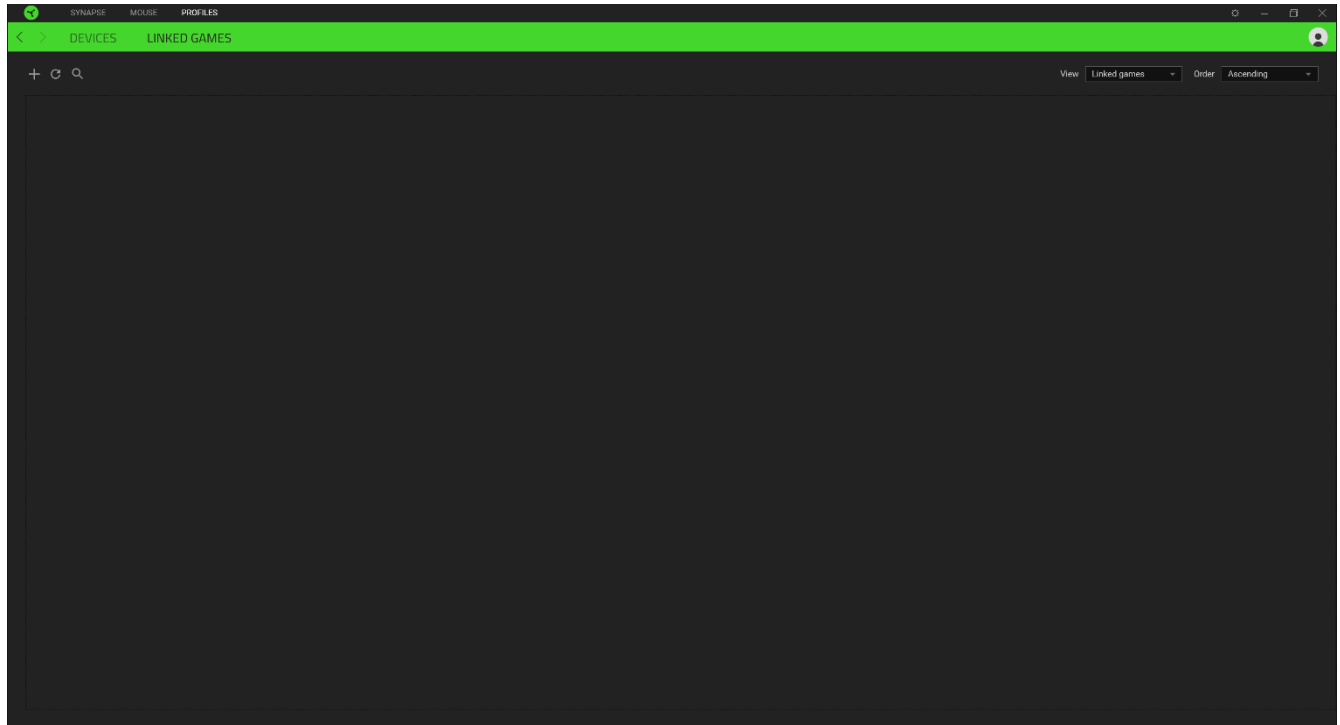 SYNAPSE MOUSE PROFILES
DEVICES LINKED GAMES
View Linked games Order Ascending